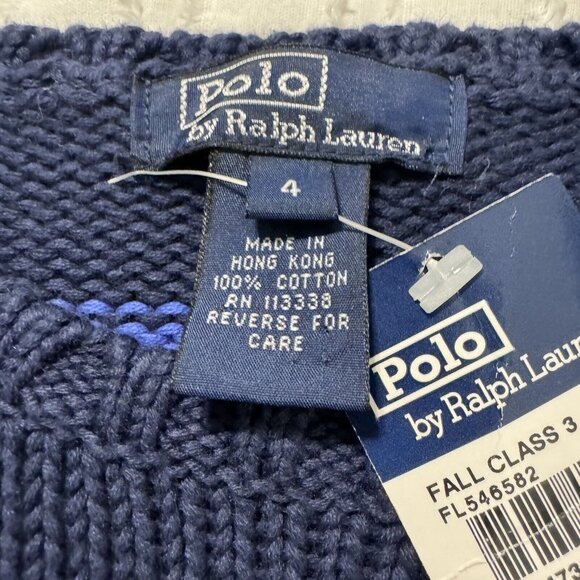 polo
by Ralph Lauren
4
MADE IN
HONG KONG
100% COTTON
RN 113338
REVERSE FOR
CARE
Polo
by Ralph
FALL CLASS 3
FL546582